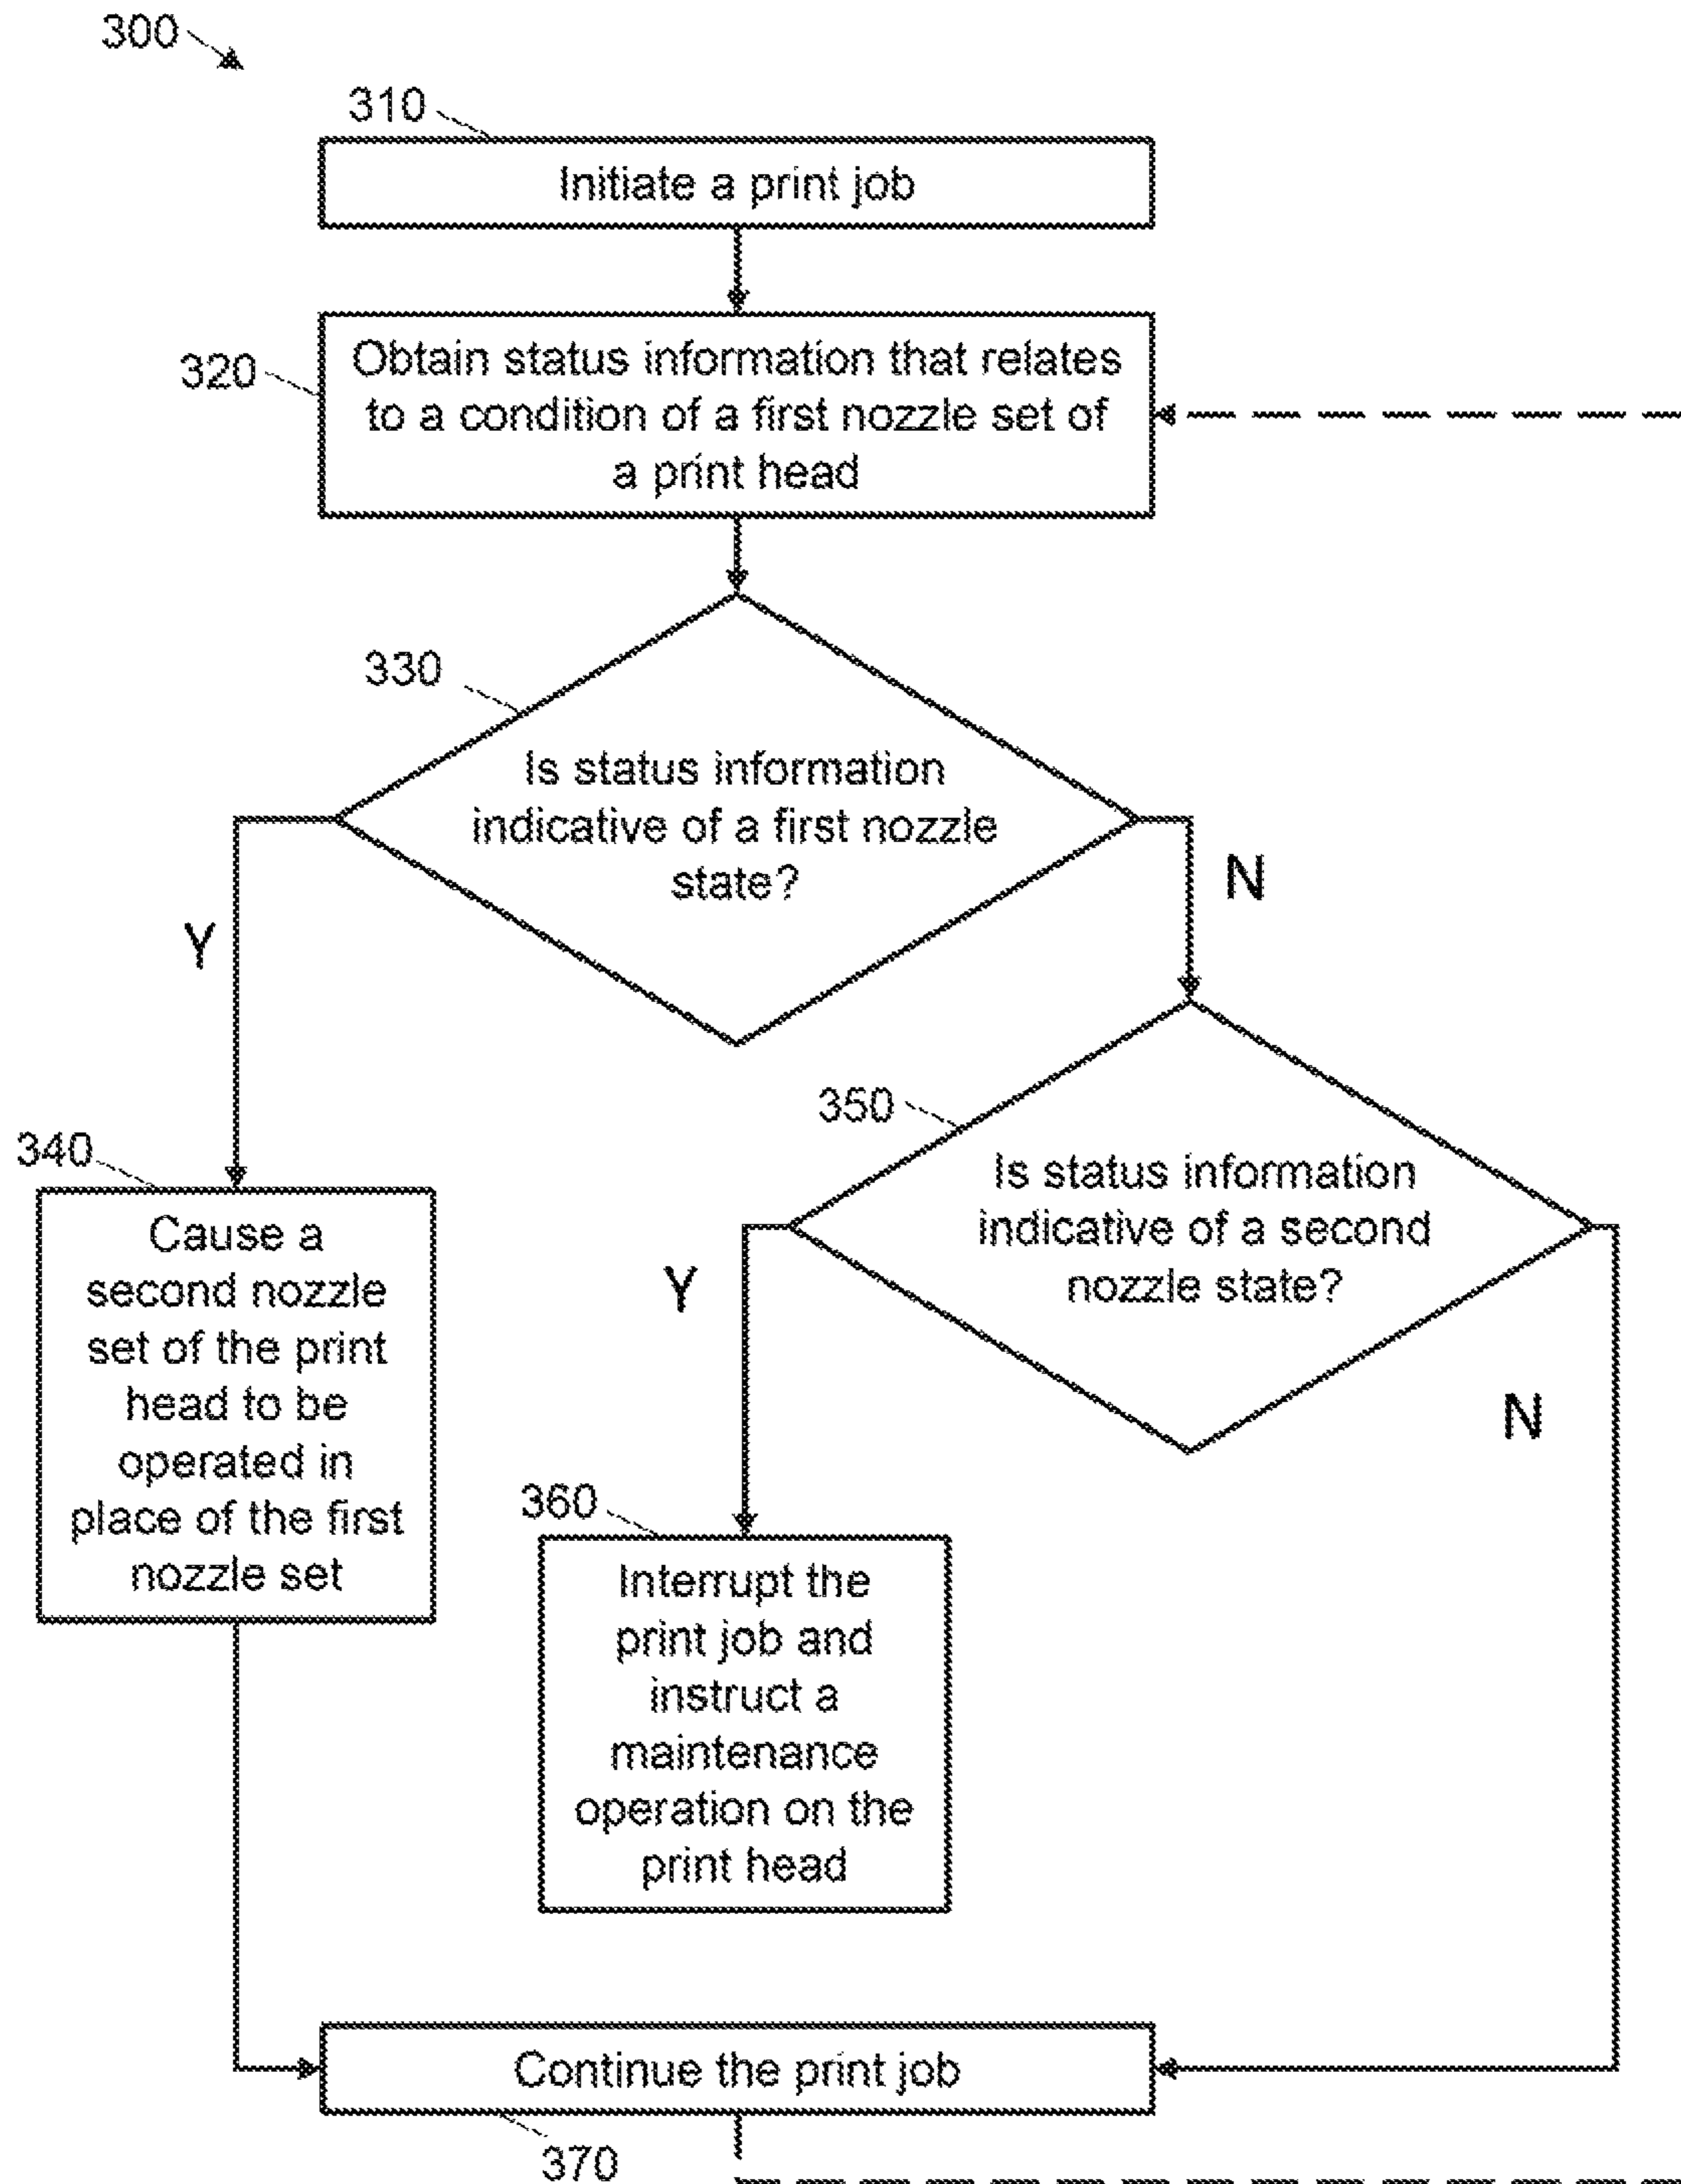 300
310
Initiate a print job
320
Obtain status information that relates
to a condition of a first nozzle set of
a print head
330
Is status information
indicative of a first nozzle
state?
Y
N
340
Cause a
second nozzle
set of the print
head to be
operated in
place of the first
nozzle set
350
Is status information
indicative of a second
nozzle state?
Y
N
360
Interrupt the
print job and
instruct a
maintenance
operation on the
print head
Continue the print job
370